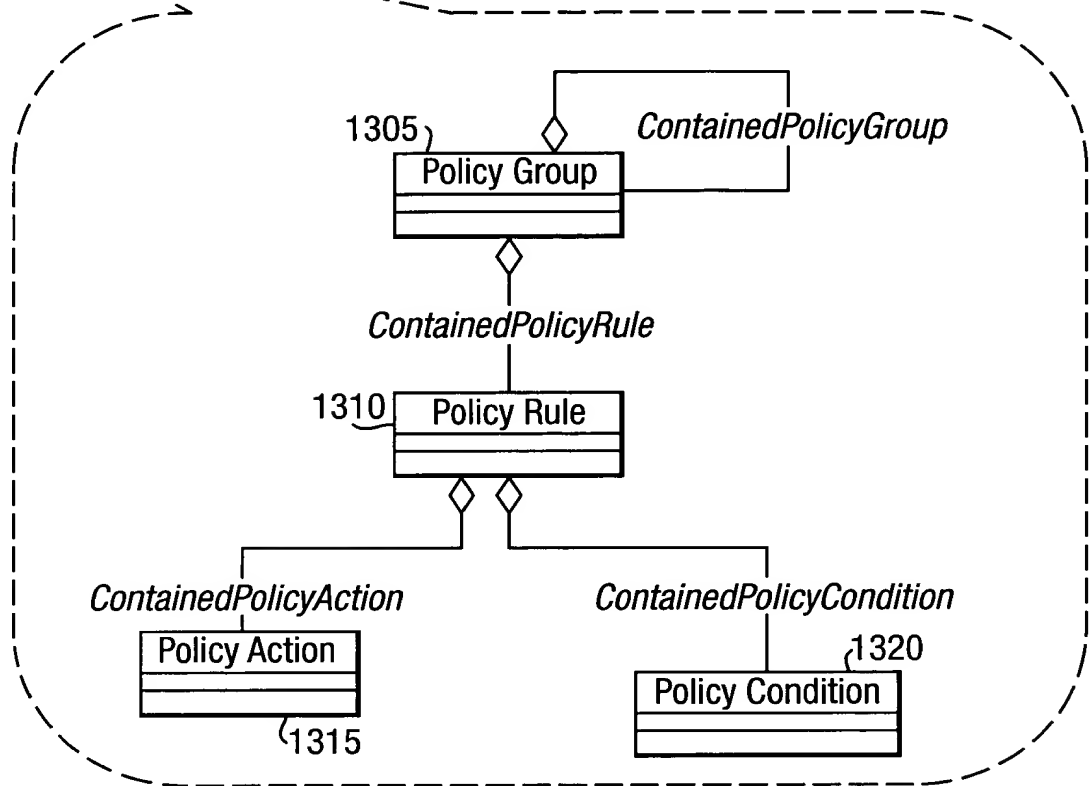 1305
ContainedPolicyGroup
Policy Group
ContainedPolicyRule
1310
Policy Rule
ContainedPolicyAction
ContainedPolicyCondition
Policy Action
1320
Policy Condition
1315